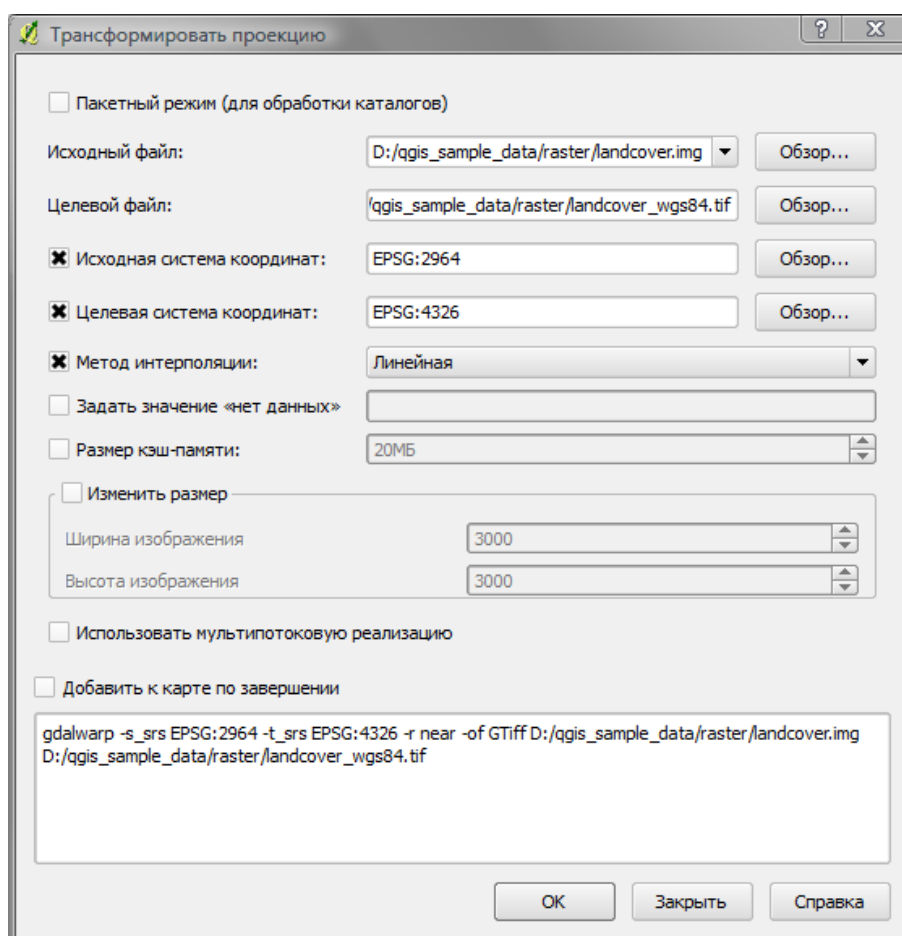 Трансформировать проекцию
Пакетный режим (для обработки каталогов)
Исходный файл: D:/qgis_sample_data/raster/landcover.img Обзор...
Целевой файл: /qgis_sample_data/raster/landcover_wgs84.tif Обзор...
Исходная система координат: EPSG:2964 Обзор...
Целевая система координат: EPSG:4326 Обзор...
Метод интерполяции: Линейная
Задать значение «нет данных»
Размер кэш-памяти: 20МБ
Изменить размер
Ширина изображения 3000
Высота изображения 3000
Использовать мультипотоковую реализацию
Добавить к карте по завершении
gdalwarp -s_srs EPSG:2964 -t_srs EPSG:4326 -r near -of GTiff D:/qgis_sample_data/raster/landcover.img
D:/qgis_sample_data/raster/landcover_wgs84.tif
ОК Закрыть Справка